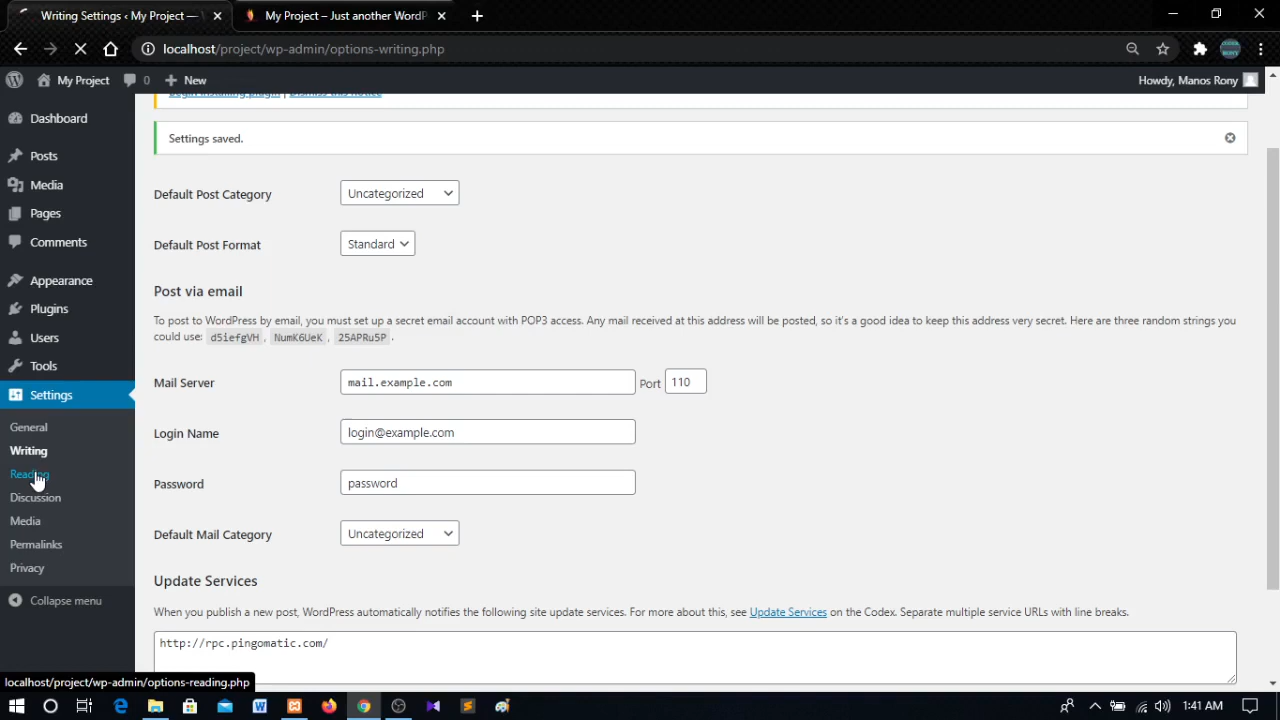 Writing Settings ‹ My Project —
My Project – Just another WordP
localhost/project/wp-admin/options-writing.php
My Project 0 New Howdy, Manos Rony
Dashboard
Posts
Media
Pages
Comments
Appearance
Plugins
Users
Tools
Settings
General
Writing
Reading
Discussion
Media
Permalinks
Privacy
Collapse menu
Begin installing plugin | Dismiss this notice
Settings saved.
Default Post Category Uncategorized
Default Post Format Standard
Post via email
To post to WordPress by email, you must set up a secret email account with POP3 access. Any mail received at this address will be posted, so it's a good idea to keep this address very secret. Here are three random strings you
could use: d5iefgVH , NumK6UeK , 25APRu5P .
Mail Server mail.example.com Port 110
Login Name login@example.com
Password password
Default Mail Category Uncategorized
Update Services
When you publish a new post, WordPress automatically notifies the following site update services. For more about this, see Update Services on the Codex. Separate multiple service URLs with line breaks.
http://rpc.pingomatic.com/
localhost/project/wp-admin/options-reading.php
1:41 AM